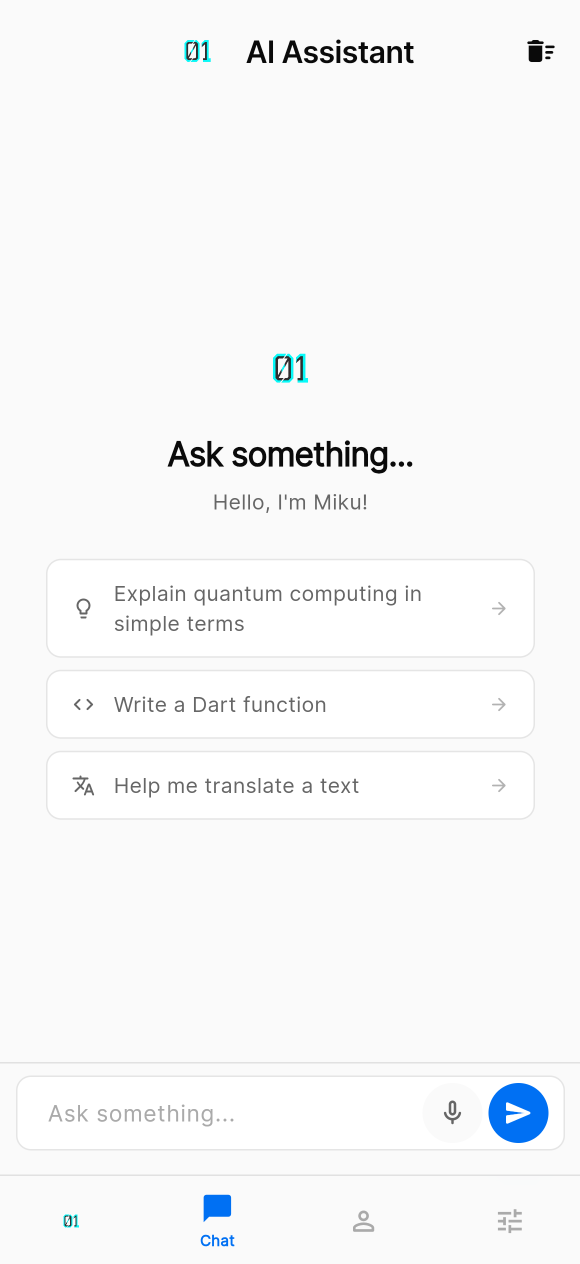 01 AI Assistant
01
Ask something...
Hello, I'm Miku!
Explain quantum computing in
simple terms
Write a Dart function
Help me translate a text
Ask something...
01
Chat